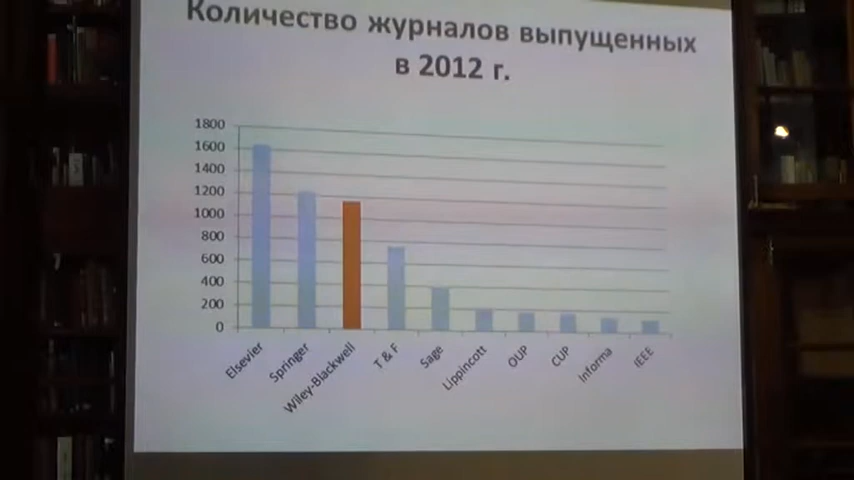 Количество журналов выпущенных
в 2012 г.
1800
1600
1400
1200
1000
800
600
400
200
0
Elsevier
Springer
Wiley-Blackwell
T & F
Sage
Lippincott
OUP
CUP
Informa
IEEE